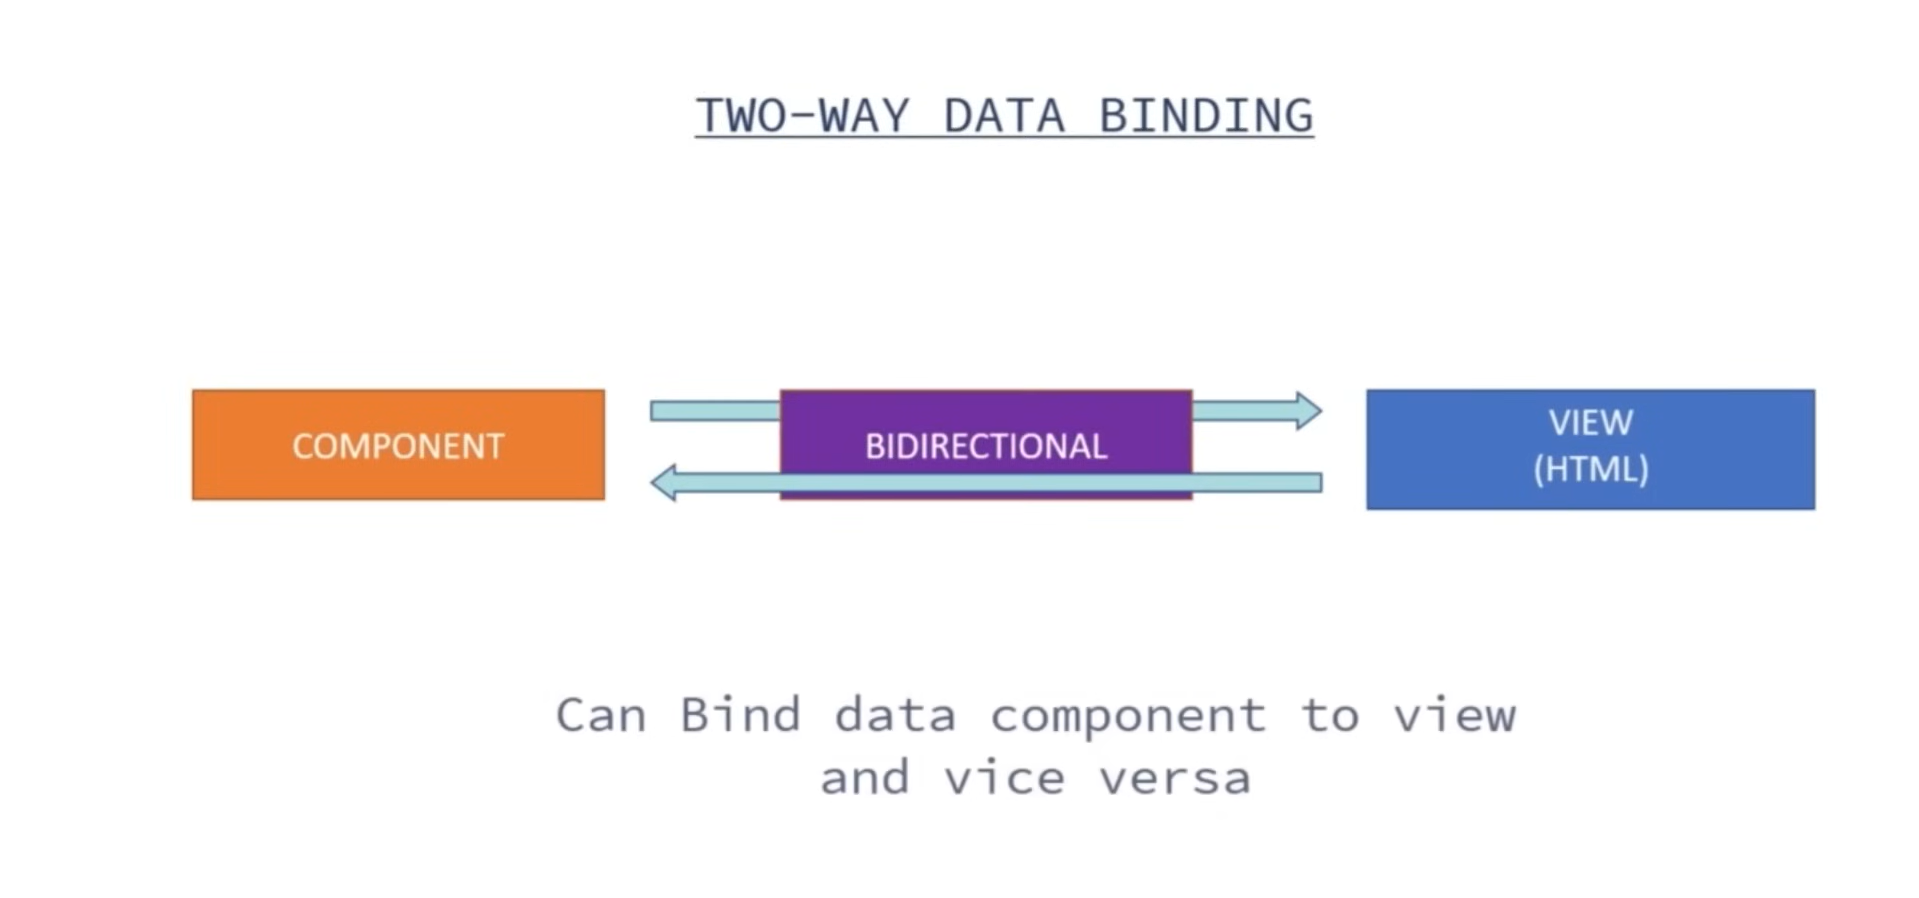 TWO-WAY DATA BINDING
COMPONENT
BIDIRECTIONAL
VIEW
(HTML)
Can Bind data component to view
and vice versa